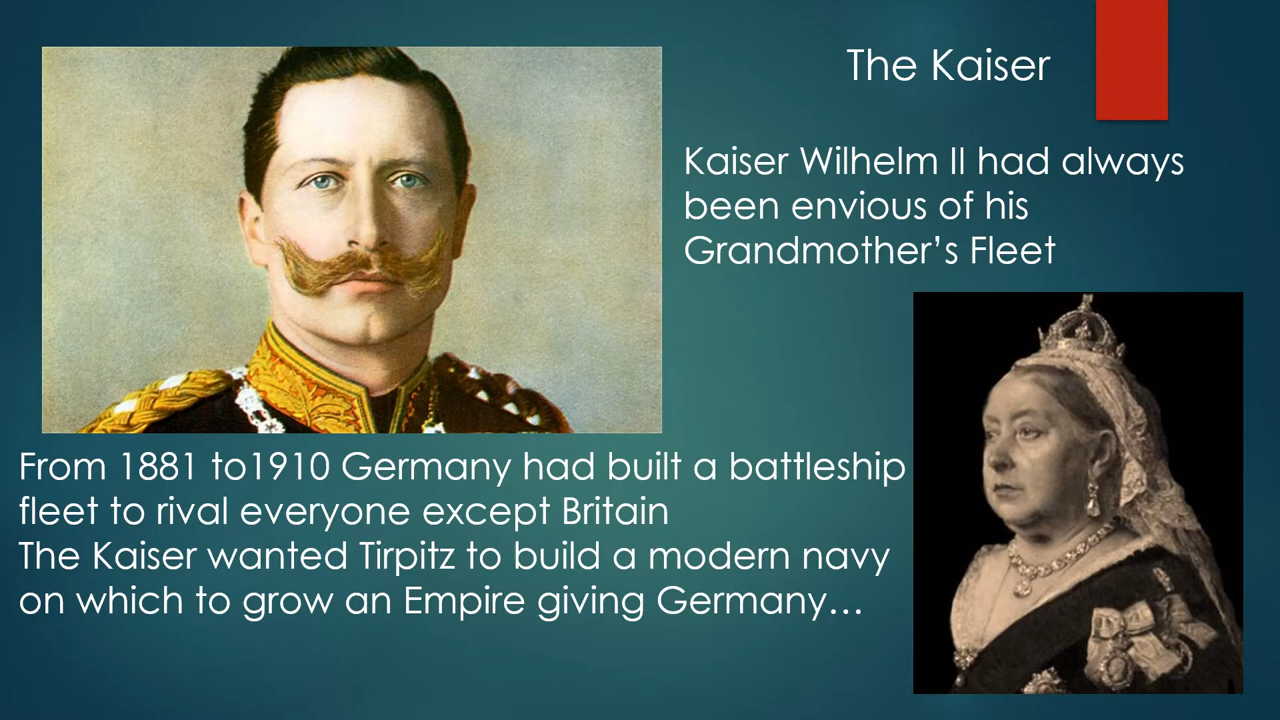 The Kaiser
Kaiser Wilhelm II had always
been envious of his
Grandmother’s Fleet
From 1881 to1910 Germany had built a battleship
fleet to rival everyone except Britain
The Kaiser wanted Tirpitz to build a modern navy
on which to grow an Empire giving Germany…